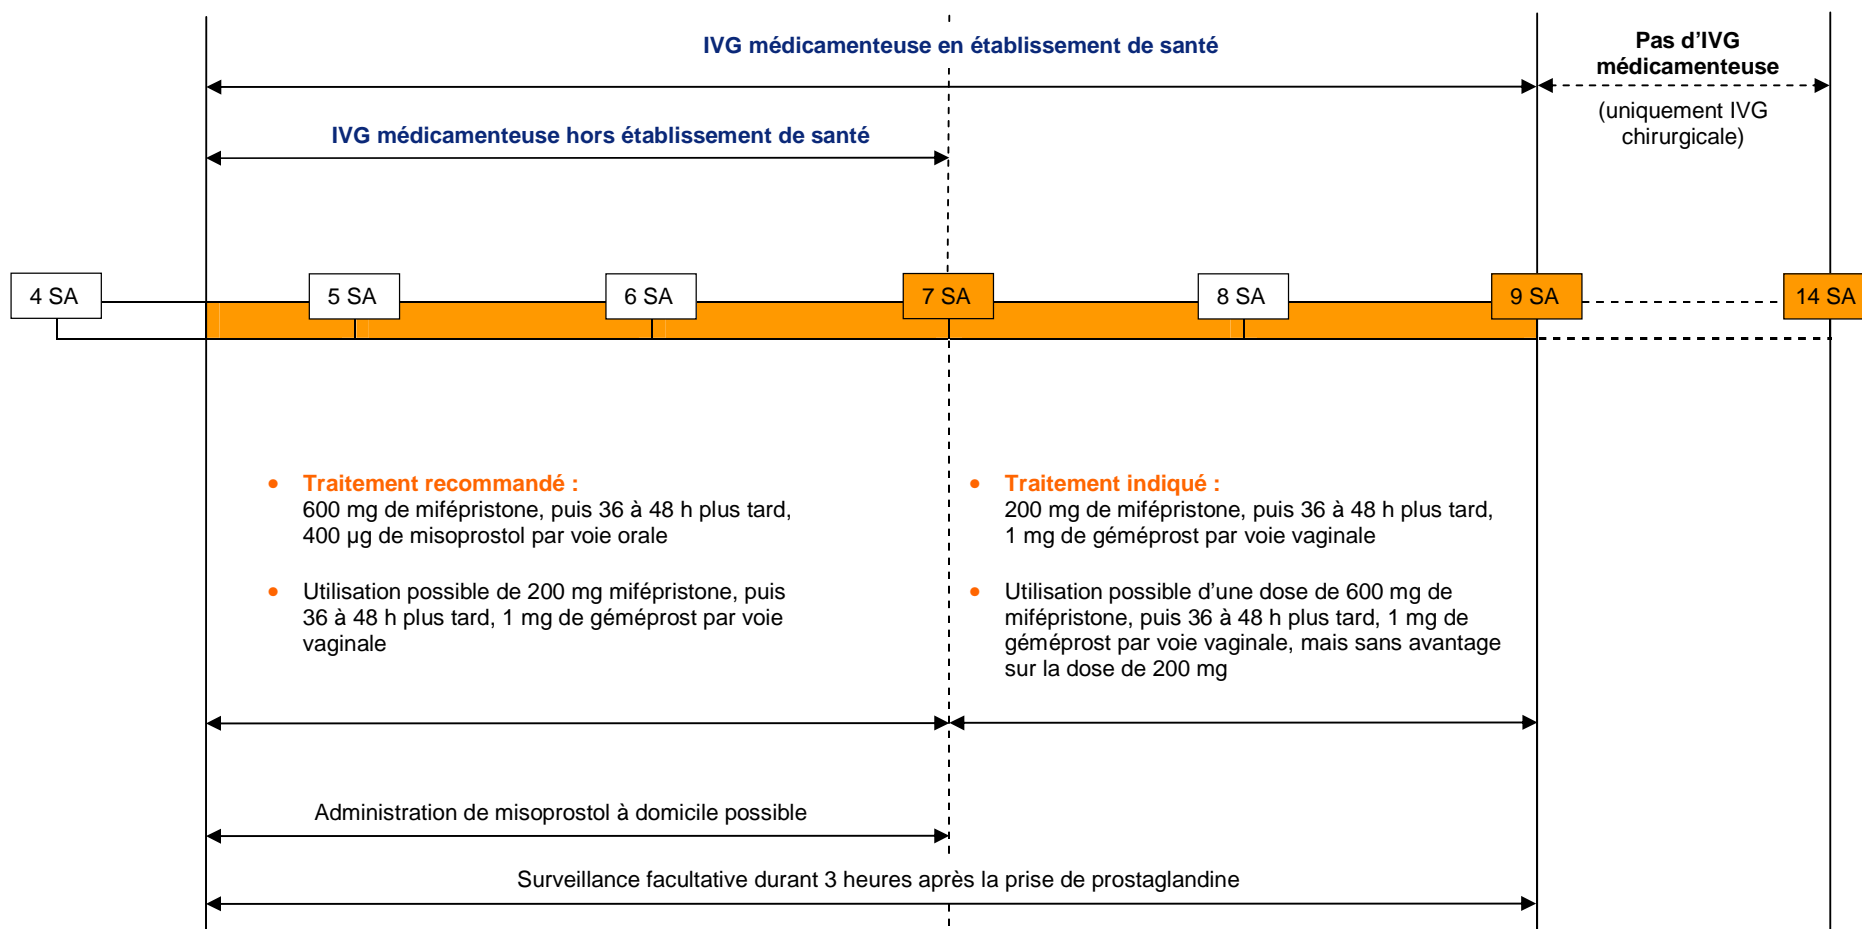 IVG médicamenteuse en établissement de santé
Pas d'IVG
médicamenteuse
(uniquement IVG
chirurgicale)
IVG médicamenteuse hors établissement de santé
4 SA
5 SA
6 SA
7 SA
8 SA
9 SA
14 SA
• Traitement recommandé :
600 mg de mifépristone, puis 36 à 48 h plus tard,
400 µg de misoprostol par voie orale
• Utilisation possible de 200 mg mifépristone, puis
36 à 48 h plus tard, 1 mg de géméprost par voie
vaginale
• Traitement indiqué :
200 mg de mifépristone, puis 36 à 48 h plus tard,
1 mg de géméprost par voie vaginale
• Utilisation possible d'une dose de 600 mg de
mifépristone, puis 36 à 48 h plus tard, 1 mg de
géméprost par voie vaginale, mais sans avantage
sur la dose de 200 mg
Administration de misoprostol à domicile possible
Surveillance facultative durant 3 heures après la prise de prostaglandine